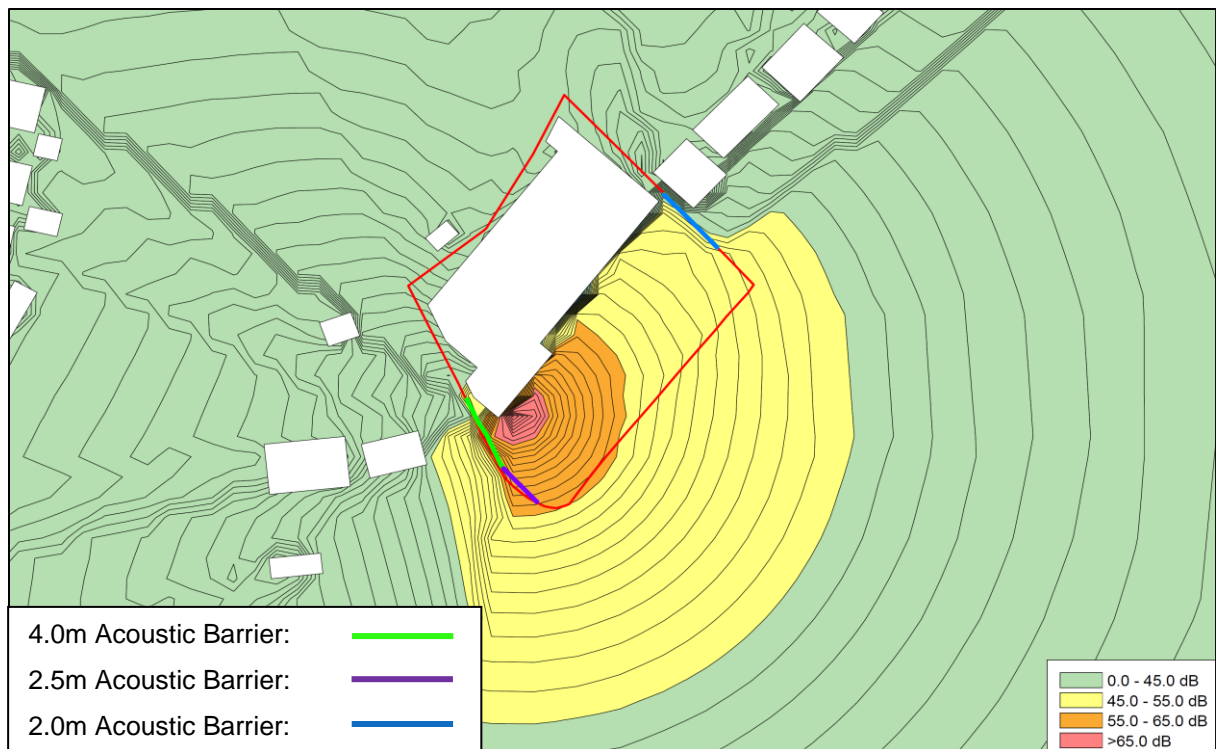 4.0m Acoustic Barrier:
2.5m Acoustic Barrier:
2.0m Acoustic Barrier:
0.0 - 45.0 dB
45.0 - 55.0 dB
55.0 - 65.0 dB
>65.0 dB